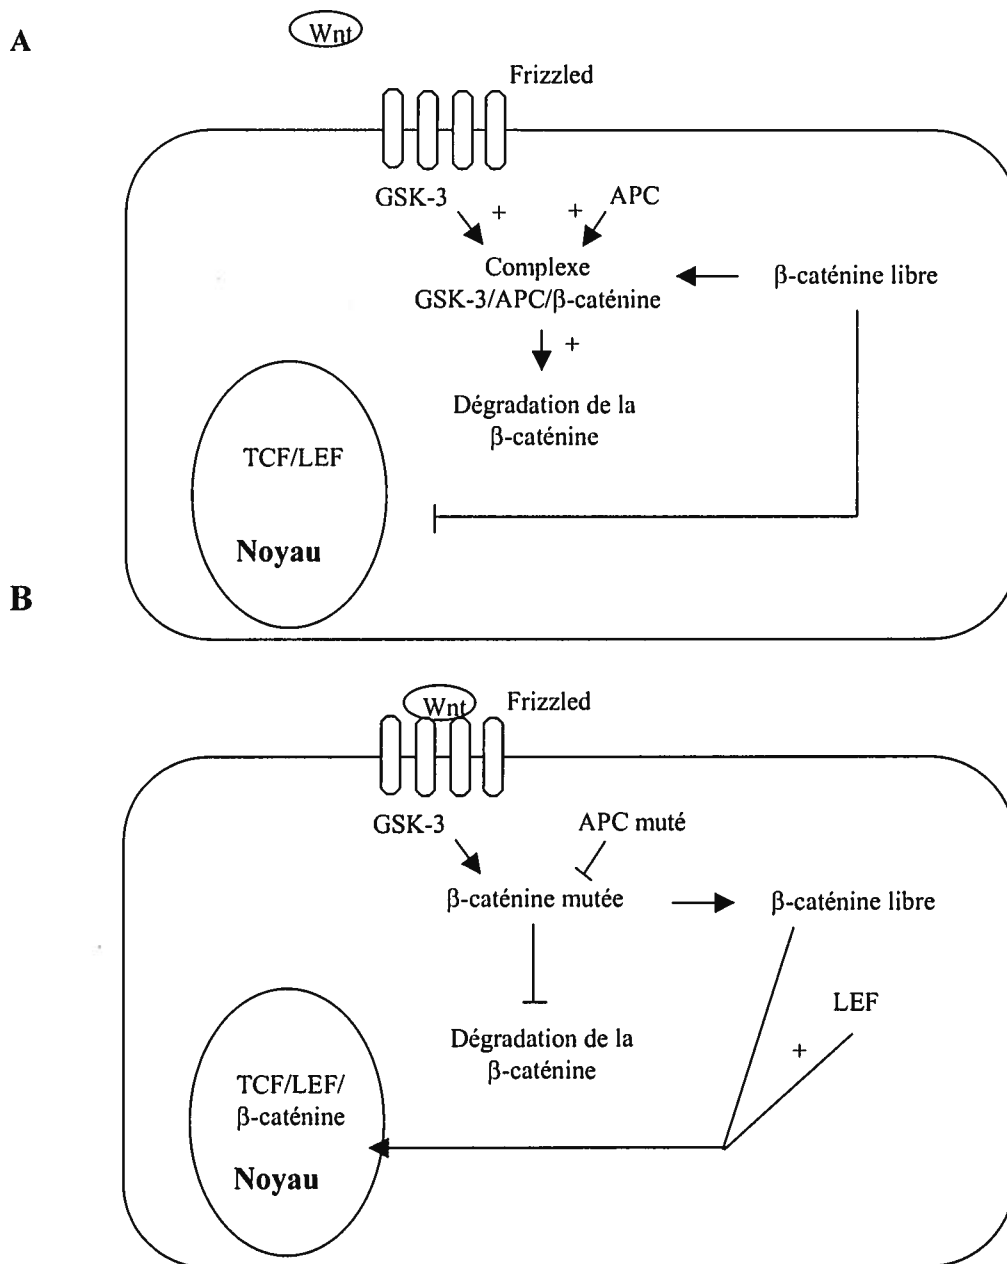 A
Wnt
Frizzled
GSK-3
+
+
APC
Complexe
GSK-3/APC/β-caténine
β-caténine libre
+
Dégradation de la
β-caténine
TCF/LEF
Noyau
B
Wnt
Frizzled
GSK-3
APC muté
β-caténine mutée
β-caténine libre
LEF
+
Dégradation de la
β-caténine
TCF/LEF/
β-caténine
Noyau